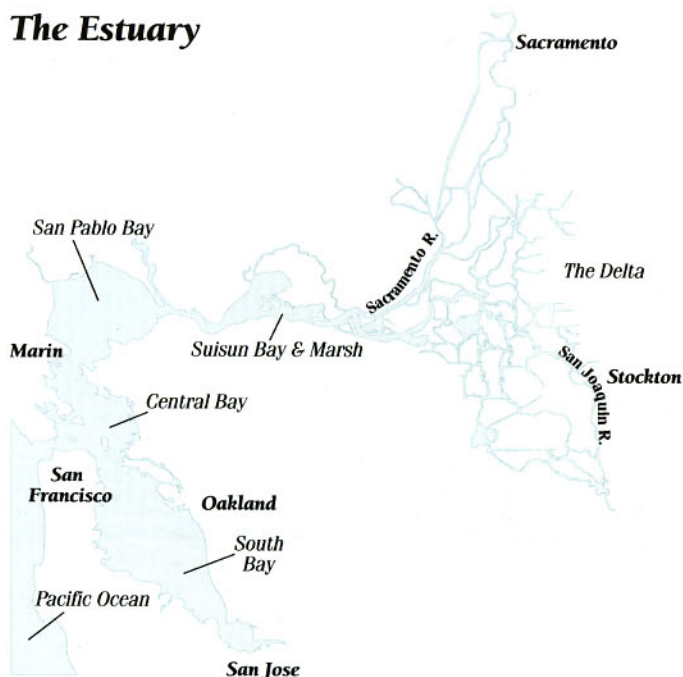 The Estuary
Sacramento
San Pablo Bay
Sacramento R.
The Delta
Marin
Suisun Bay & Marsh
San Joaquin R.
Stockton
Central Bay
San
Francisco
Oakland
South
Bay
Pacific Ocean
San Jose